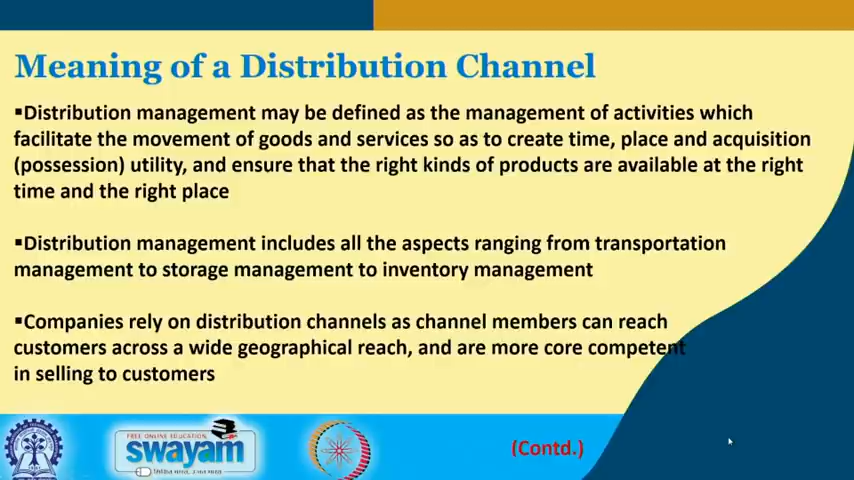 Meaning of a Distribution Channel
▪Distribution management may be defined as the management of activities which
facilitate the movement of goods and services so as to create time, place and acquisition
(possession) utility, and ensure that the right kinds of products are available at the right
time and the right place
▪Distribution management includes all the aspects ranging from transportation
management to storage management to inventory management
▪Companies rely on distribution channels as channel members can reach
customers across a wide geographical reach, and are more core competent
in selling to customers
FREE ONLINE EDUCATION
swayam
(Contd.)